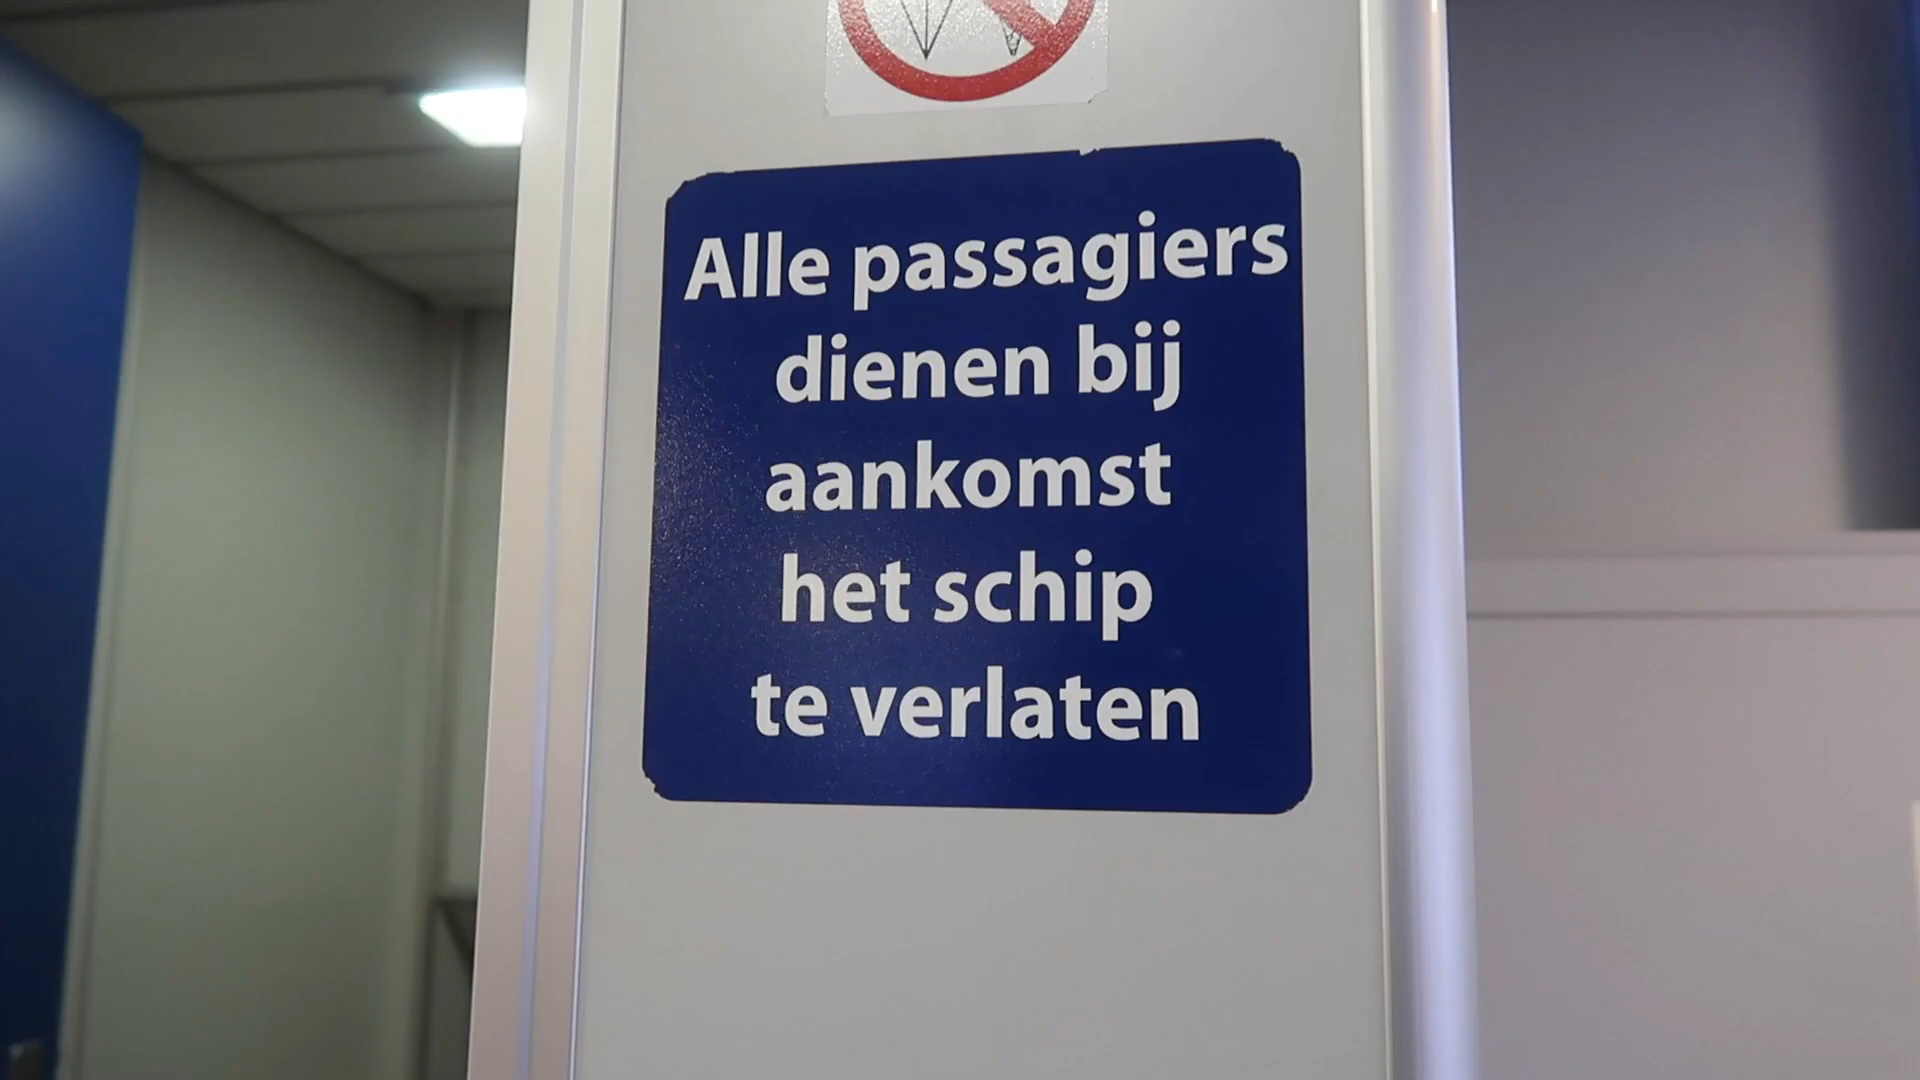 Alle passagiers
dienen bij
aankomst
het schip
te verlaten